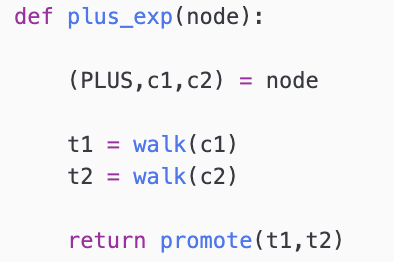 def plus_exp(node):
(PLUS,c1,c2) = node
t1 = walk(c1)
t2 = walk(c2)
return promote(t1,t2)